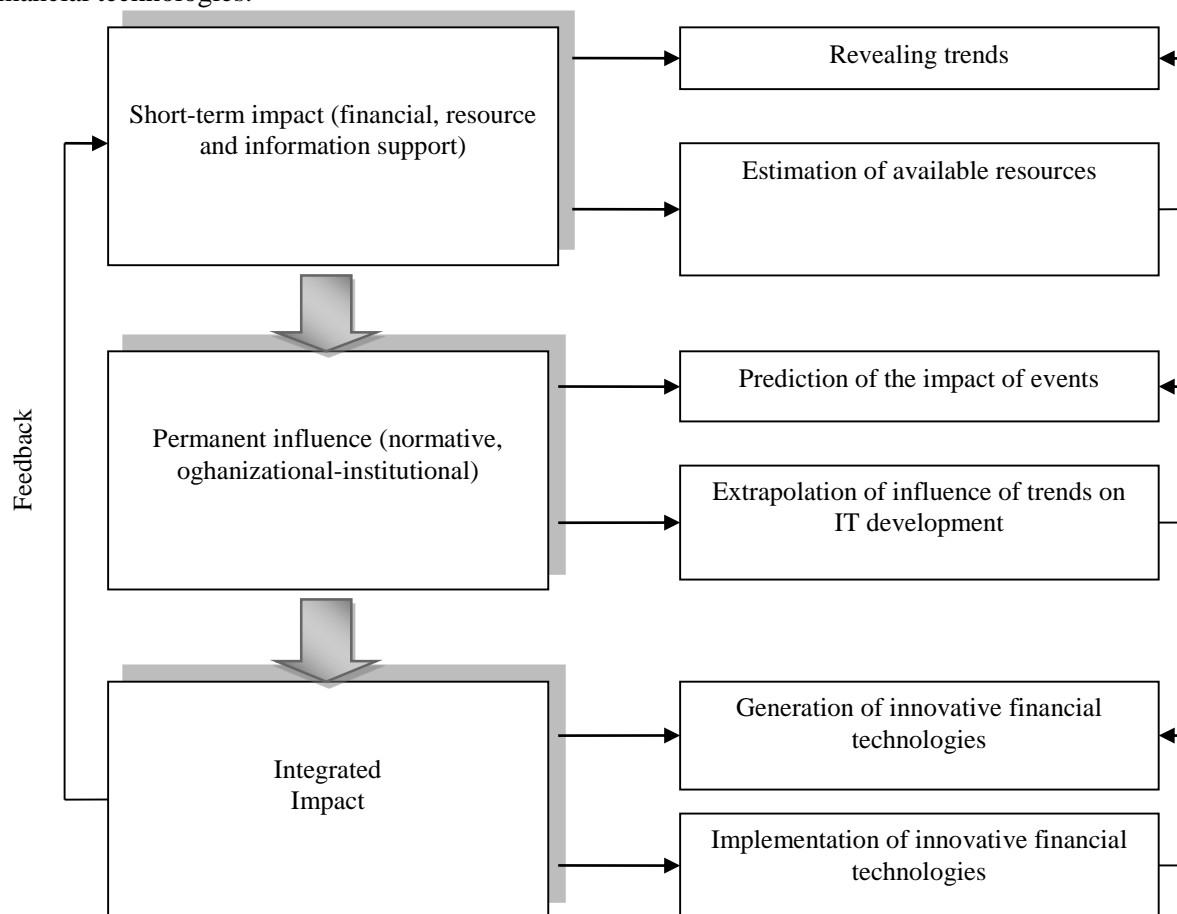 financial technologies.
Revealing trends
Short-term impact (financial, resource
and information support)
Estimation of available resources
Prediction of the impact of events
Permanent influence (normative,
oghanizational-institutional)
Extrapolation of influence of trends on
IT development
Feedback
Generation of innovative financial
technologies
Integrated
Impact
Implementation of innovative financial
technologies